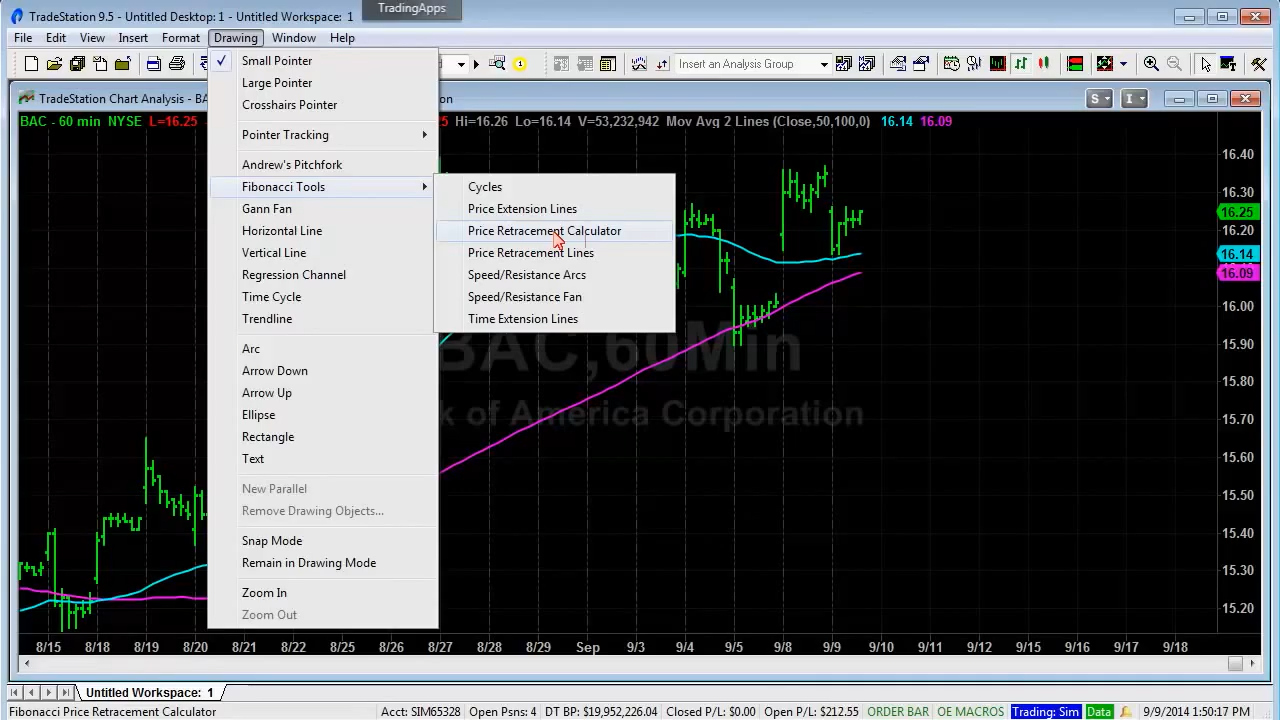 TradeStation 9.5 - Untitled Desktop: 1 - Untitled Workspace: 1
TradingApps
File Edit View Insert Format Drawing Window Help
Insert an Analysis Group
TradeStation Chart Analysis - BA
S I
BAC - 60 min NYSE L=16.25
Hi=16.26 Lo=16.14 V=53,232,942 Mov Avg 2 Lines (Close,50,100,0) 16.14 16.09
Small Pointer
Large Pointer
Crosshairs Pointer
Pointer Tracking
Andrew's Pitchfork
Fibonacci Tools
Gann Fan
Horizontal Line
Vertical Line
Regression Channel
Time Cycle
Trendline
Arc
Arrow Down
Arrow Up
Ellipse
Rectangle
Text
New Parallel
Remove Drawing Objects...
Snap Mode
Remain in Drawing Mode
Zoom In
Zoom Out
Cycles
Price Extension Lines
Price Retracement Calculator
Price Retracement Lines
Speed/Resistance Arcs
Speed/Resistance Fan
Time Extension Lines
BAC,60Min
of America Corporation
16.40
16.30
16.25
16.20
16.14
16.09
16.00
15.90
15.80
15.70
15.60
15.50
15.40
15.30
15.20
8/15 8/18 8/19 8/20 8/21 8/22 8/25 8/26 8/27 8/28 8/29 Sep 9/3 9/4 9/5 9/8 9/9 9/10 9/11 9/12 9/15 9/16 9/17 9/18
Untitled Workspace: 1
Fibonacci Price Retracement Calculator
Acct: SIM65328 Open Psns: 4 DT BP: $19,952,226.04 Closed P/L: $0.00 Open P/L: $212.55 ORDER BAR OE MACROS Trading: Sim Data 9/9/2014 1:50:17 PM